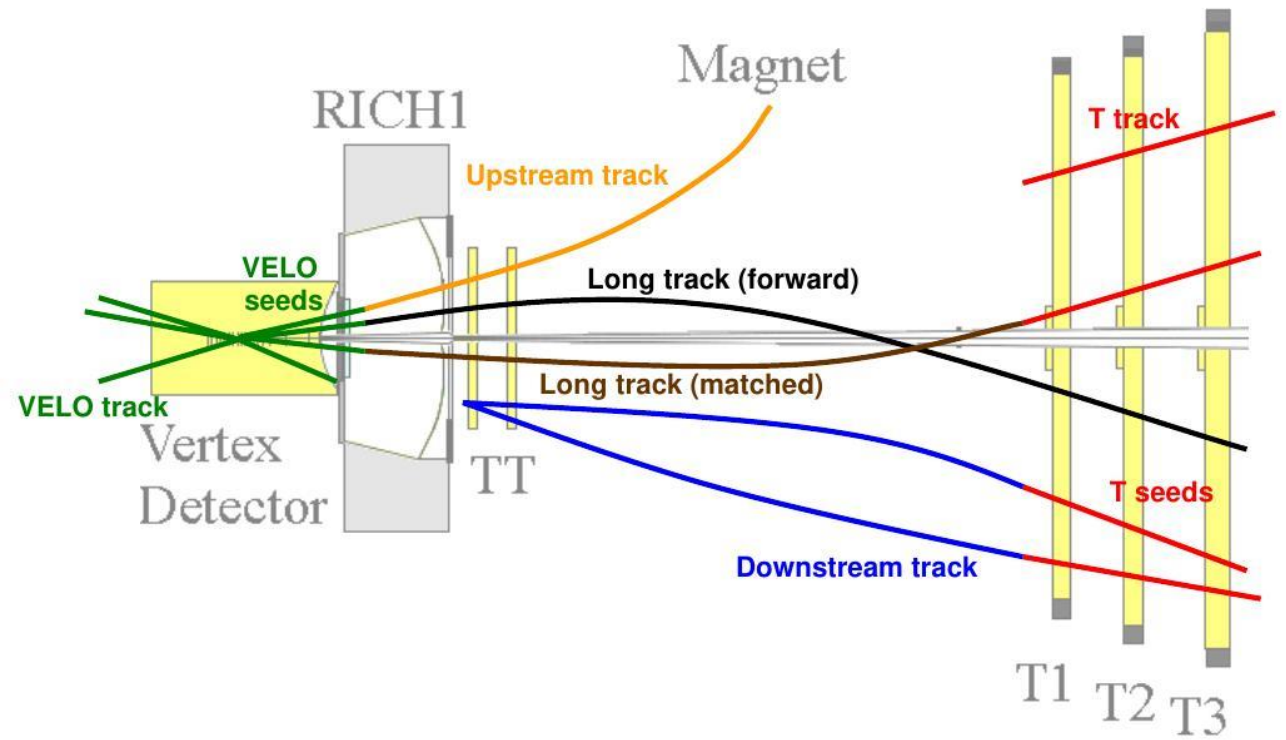 Magnet
RICH1
T track
Upstream track
VELO
seeds
Long track (forward)
Long track (matched)
VELO track
Vertex
Detector
TT
T seeds
Downstream track
T1
T2
T3